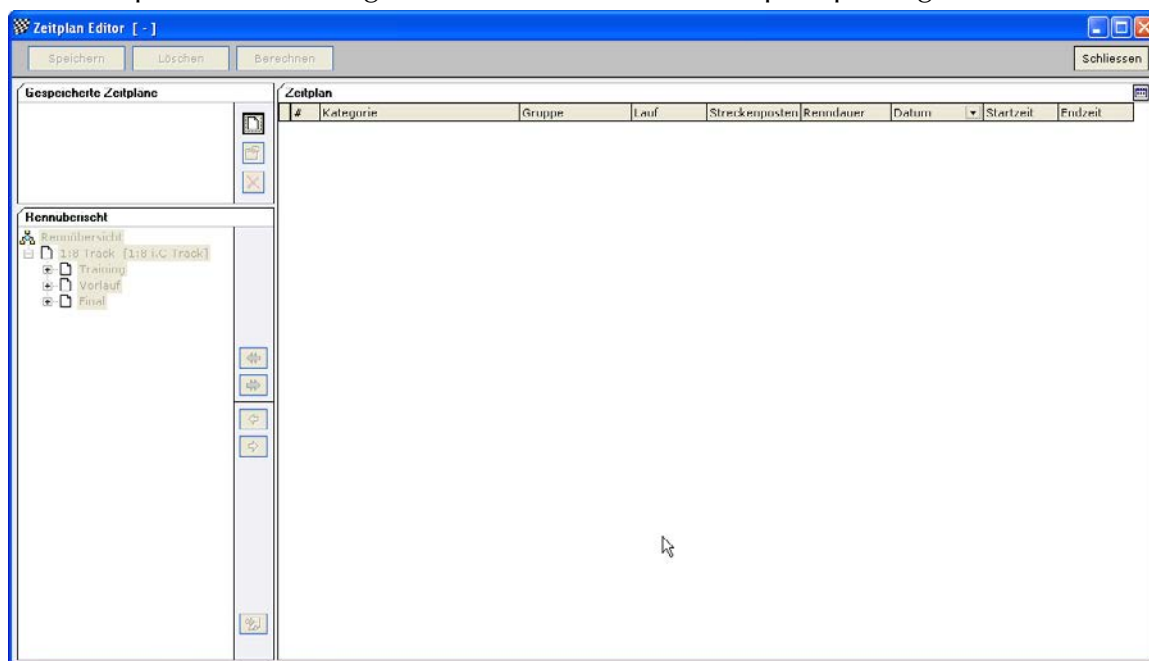 Zeitplan Editor [ - ]
Speichern Löschen Berechnen Schliessen
Gespeicherte Zeitpläne
Zeitplan
# Kategorie Gruppe Lauf Streckenposten Renndauer Datum Startzeit Endzeit
Rennübersicht
Rennübersicht
1:8 Track [1:8 I.C Track]
Training
Vorlauf
Final